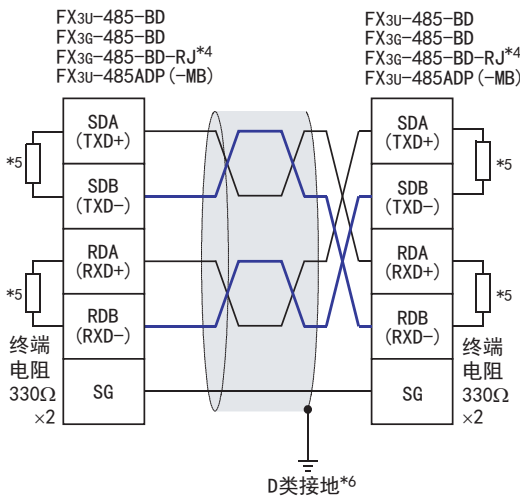 FX3U-485-BD
FX3G-485-BD
FX3G-485-BD-RJ*4
FX3U-485ADP(-MB)
FX3U-485-BD
FX3G-485-BD
FX3G-485-BD-RJ*4
FX3U-485ADP(-MB)
SDA
(TXD+)
SDB
(TXD-)
RDA
(RXD+)
RDB
(RXD-)
SG
*5
*5
终端
电阻
330Ω
×2
SDA
(TXD+)
SDB
(TXD-)
RDA
(RXD+)
RDB
(RXD-)
SG
*5
*5
终端
电阻
330Ω
×2
D类接地*6